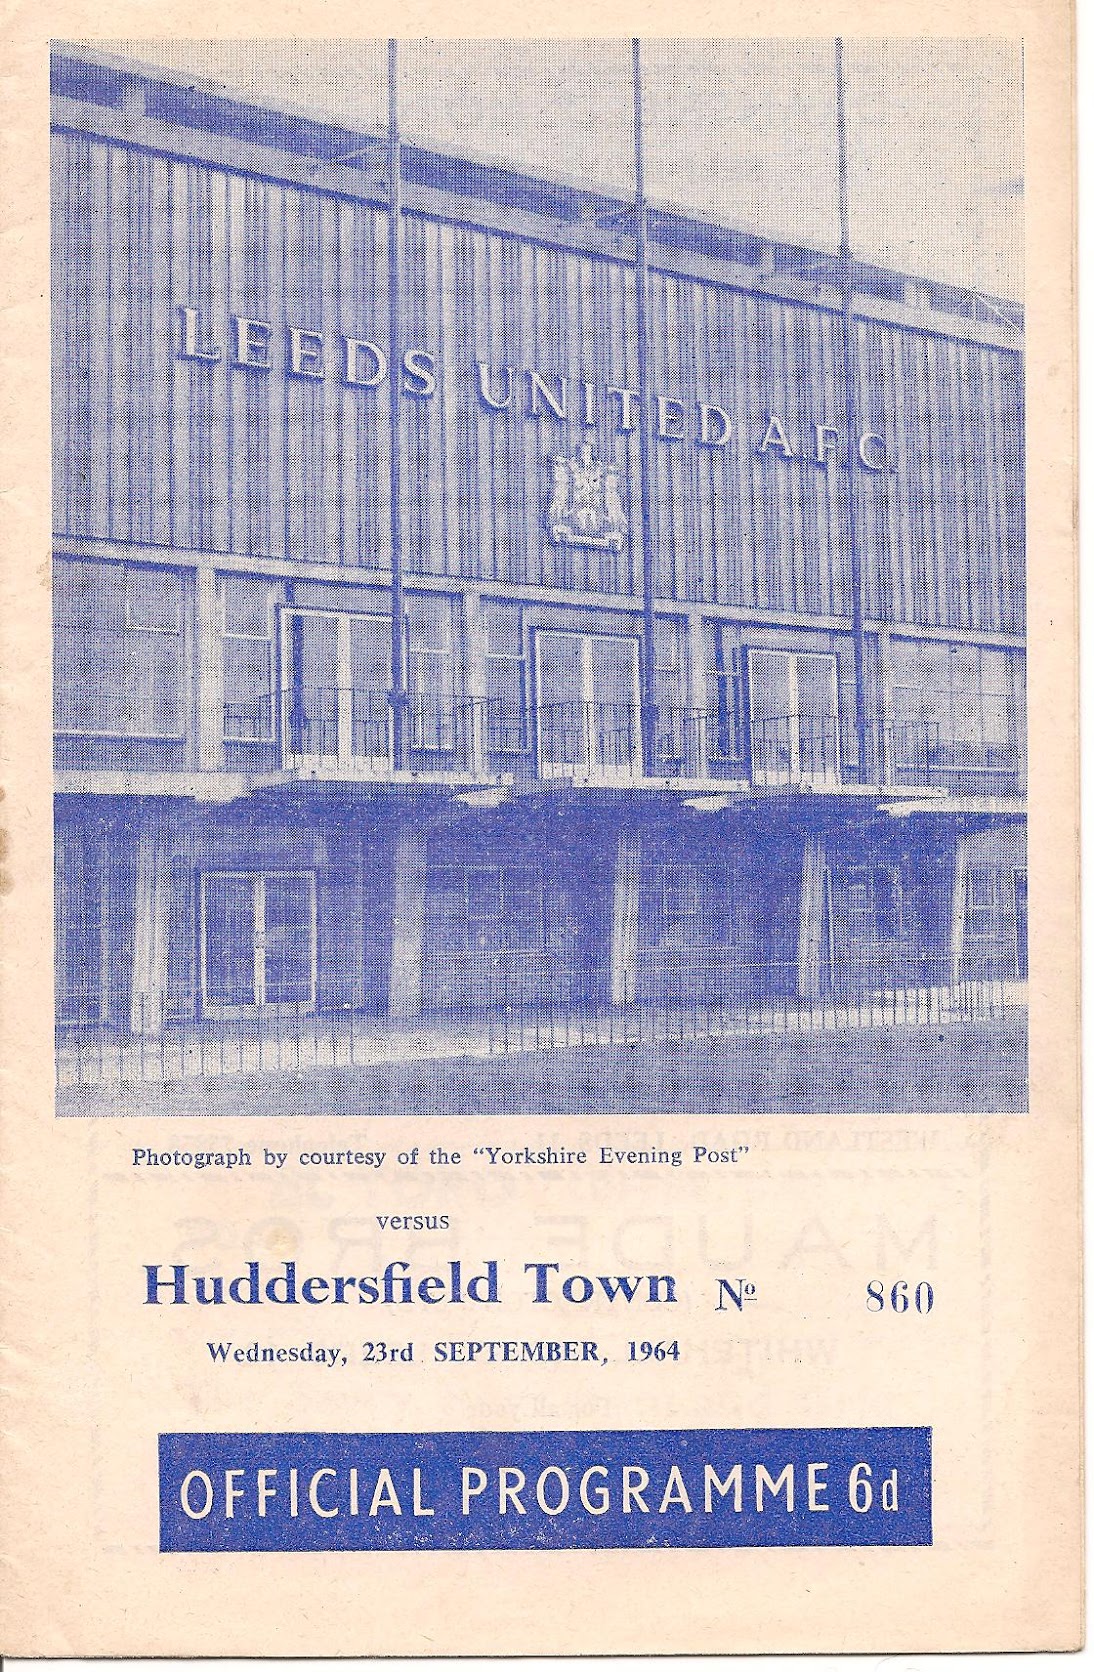 LEEDS UNITED A.F.C.
Photograph by courtesy of the "Yorkshire Evening Post"
versus
Huddersfield Town Nº 860
Wednesday, 23rd SEPTEMBER, 1964
OFFICIAL PROGRAMME 6d